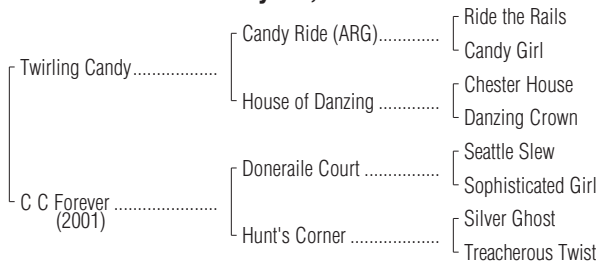 Ride the Rails
Candy Ride (ARG).............
Candy Girl
Twirling Candy..................
Chester House
House of Danzing .............
Danzing Crown
Seattle Slew
Doneraile Court ................
Sophisticated Girl
C C Forever ......................
(2001)
Silver Ghost
Hunt's Corner ...................
Treacherous Twist